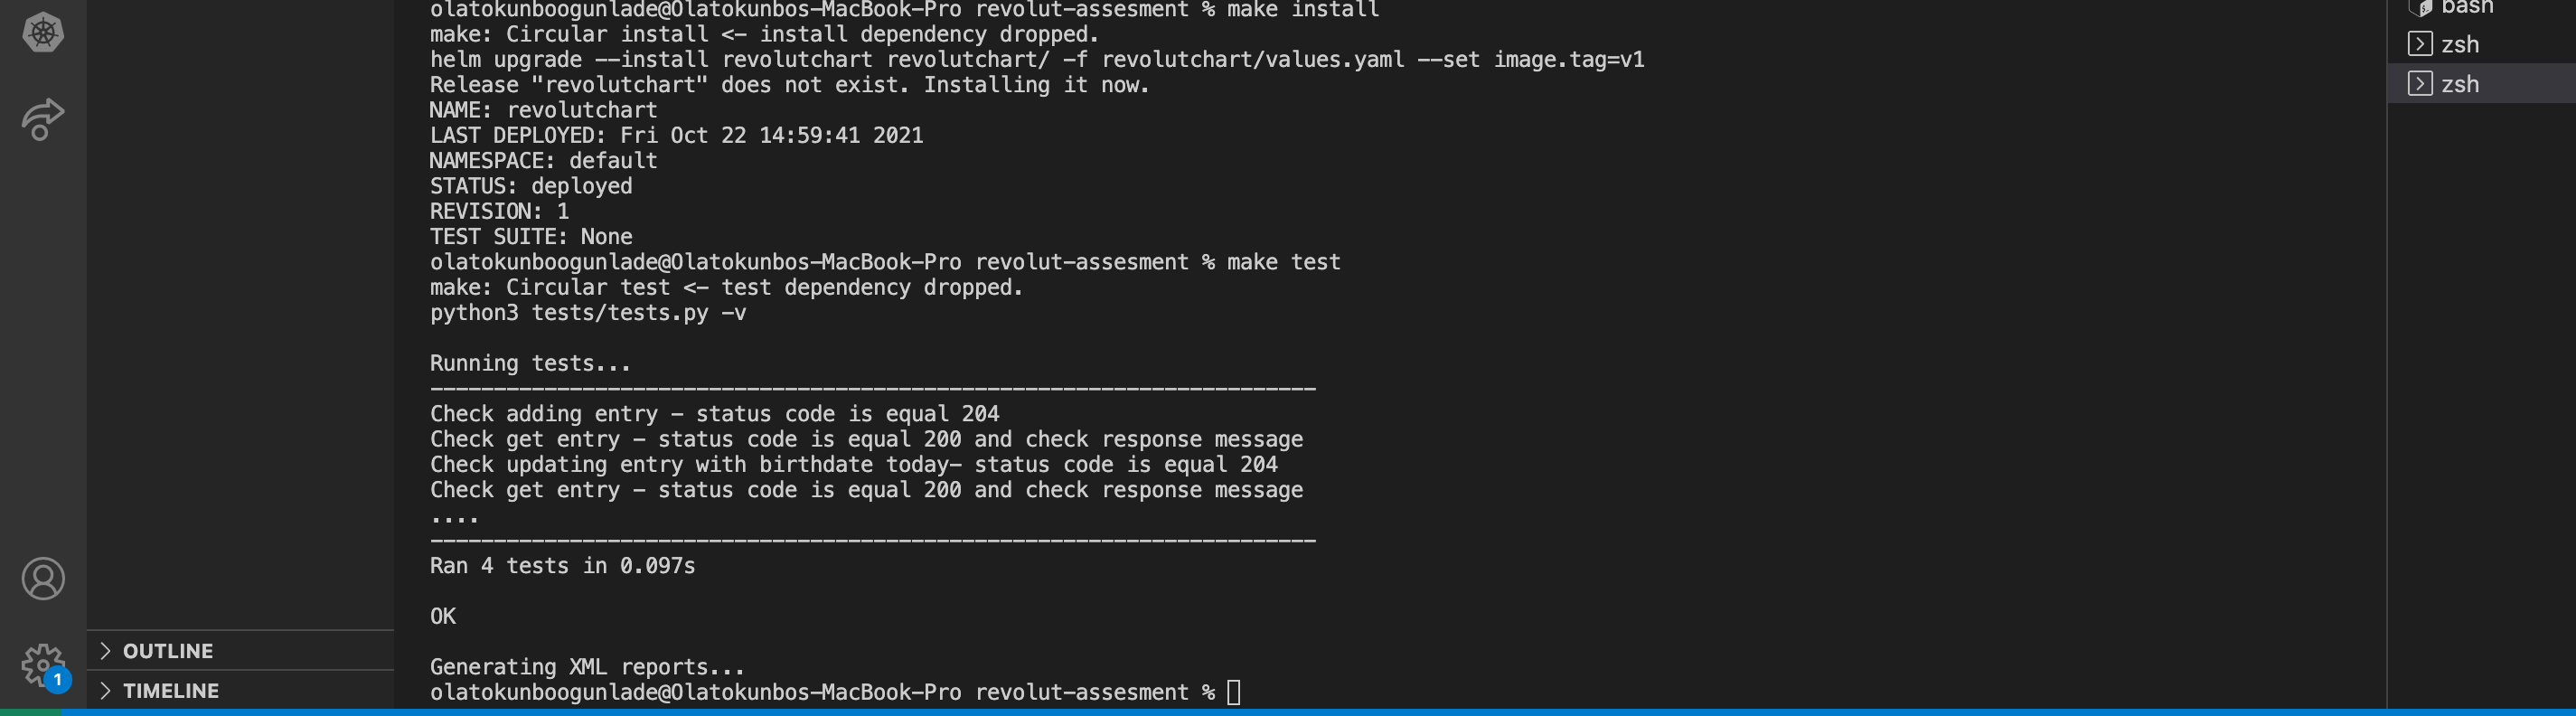 olatokunboogunlade@Olatokunbos-MacBook-Pro revolut-assesment % make install
make: Circular install <- install dependency dropped.
helm upgrade --install revolutchart revolutchart/ -f revolutchart/values.yaml --set image.tag=v1
Release "revolutchart" does not exist. Installing it now.
NAME: revolutchart
LAST DEPLOYED: Fri Oct 22 14:59:41 2021
NAMESPACE: default
STATUS: deployed
REVISION: 1
TEST SUITE: None
olatokunboogunlade@Olatokunbos-MacBook-Pro revolut-assesment % make test
make: Circular test <- test dependency dropped.
python3 tests/tests.py -v
Running tests...
----------------------------------------------------------------------
Check adding entry - status code is equal 204
Check get entry - status code is equal 200 and check response message
Check updating entry with birthdate today- status code is equal 204
Check get entry - status code is equal 200 and check response message
....
----------------------------------------------------------------------
Ran 4 tests in 0.097s
OK
Generating XML reports...
olatokunboogunlade@Olatokunbos-MacBook-Pro revolut-assesment %
bash
zsh
zsh
OUTLINE
TIMELINE
1